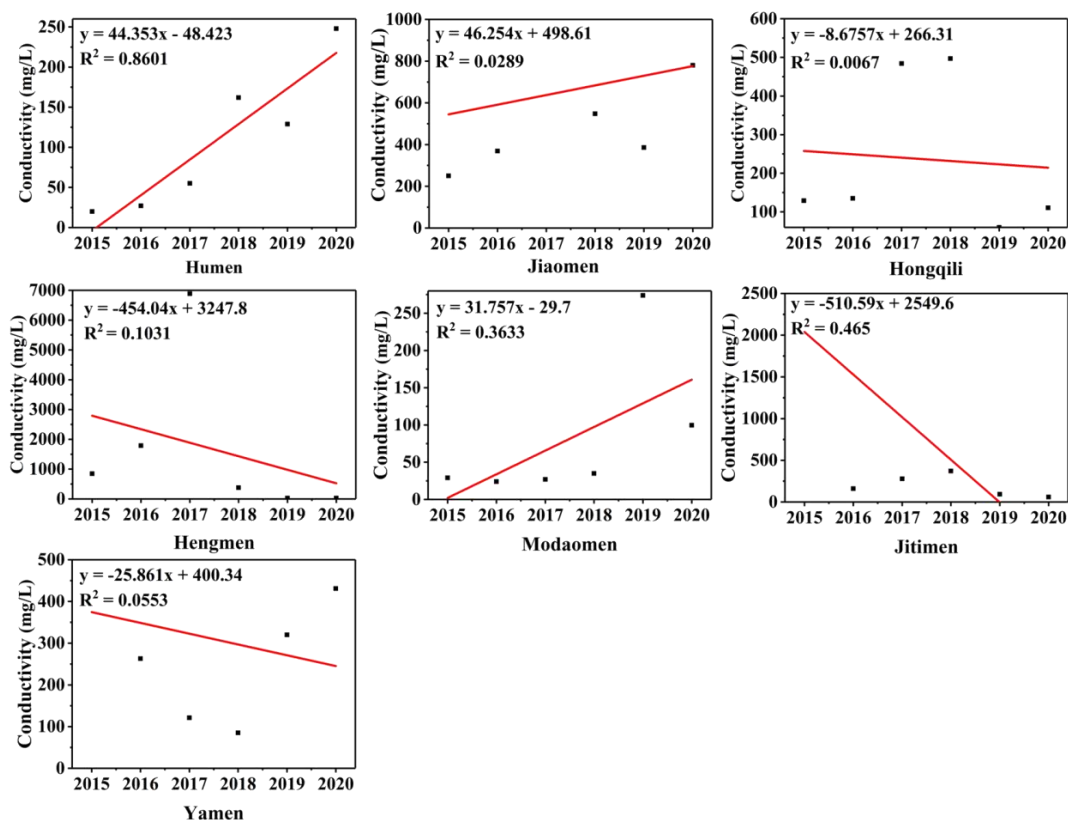 y = 44.353x - 48.423
R² = 0.8601
Conductivity (mg/L)
250
200
150
100
50
0
2015 2016 2017 2018 2019 2020
Humen
y = 46.254x + 498.61
R² = 0.0289
Conductivity (mg/L)
1000
800
600
400
200
0
2015 2016 2017 2018 2019 2020
Jiaomen
y = -8.6757x + 266.31
R² = 0.0067
Conductivity (mg/L)
600
500
400
300
200
100
2015 2016 2017 2018 2019 2020
Hongqili
y = -454.04x + 3247.8
R² = 0.1031
Conductivity (mg/L)
7000
6000
5000
4000
3000
2000
1000
0
2015 2016 2017 2018 2019 2020
Hengmen
y = 31.757x - 29.7
R² = 0.3633
Conductivity (mg/L)
250
200
150
100
50
25
0
2015 2016 2017 2018 2019 2020
Modaomen
y = -510.59x + 2549.6
R² = 0.465
Conductivity (mg/L)
2500
2000
1500
1000
500
0
2015 2016 2017 2018 2019 2020
Jitimen
y = -25.861x + 400.34
R² = 0.0553
Conductivity (mg/L)
500
400
300
200
100
0
2015 2016 2017 2018 2019 2020
Yamen